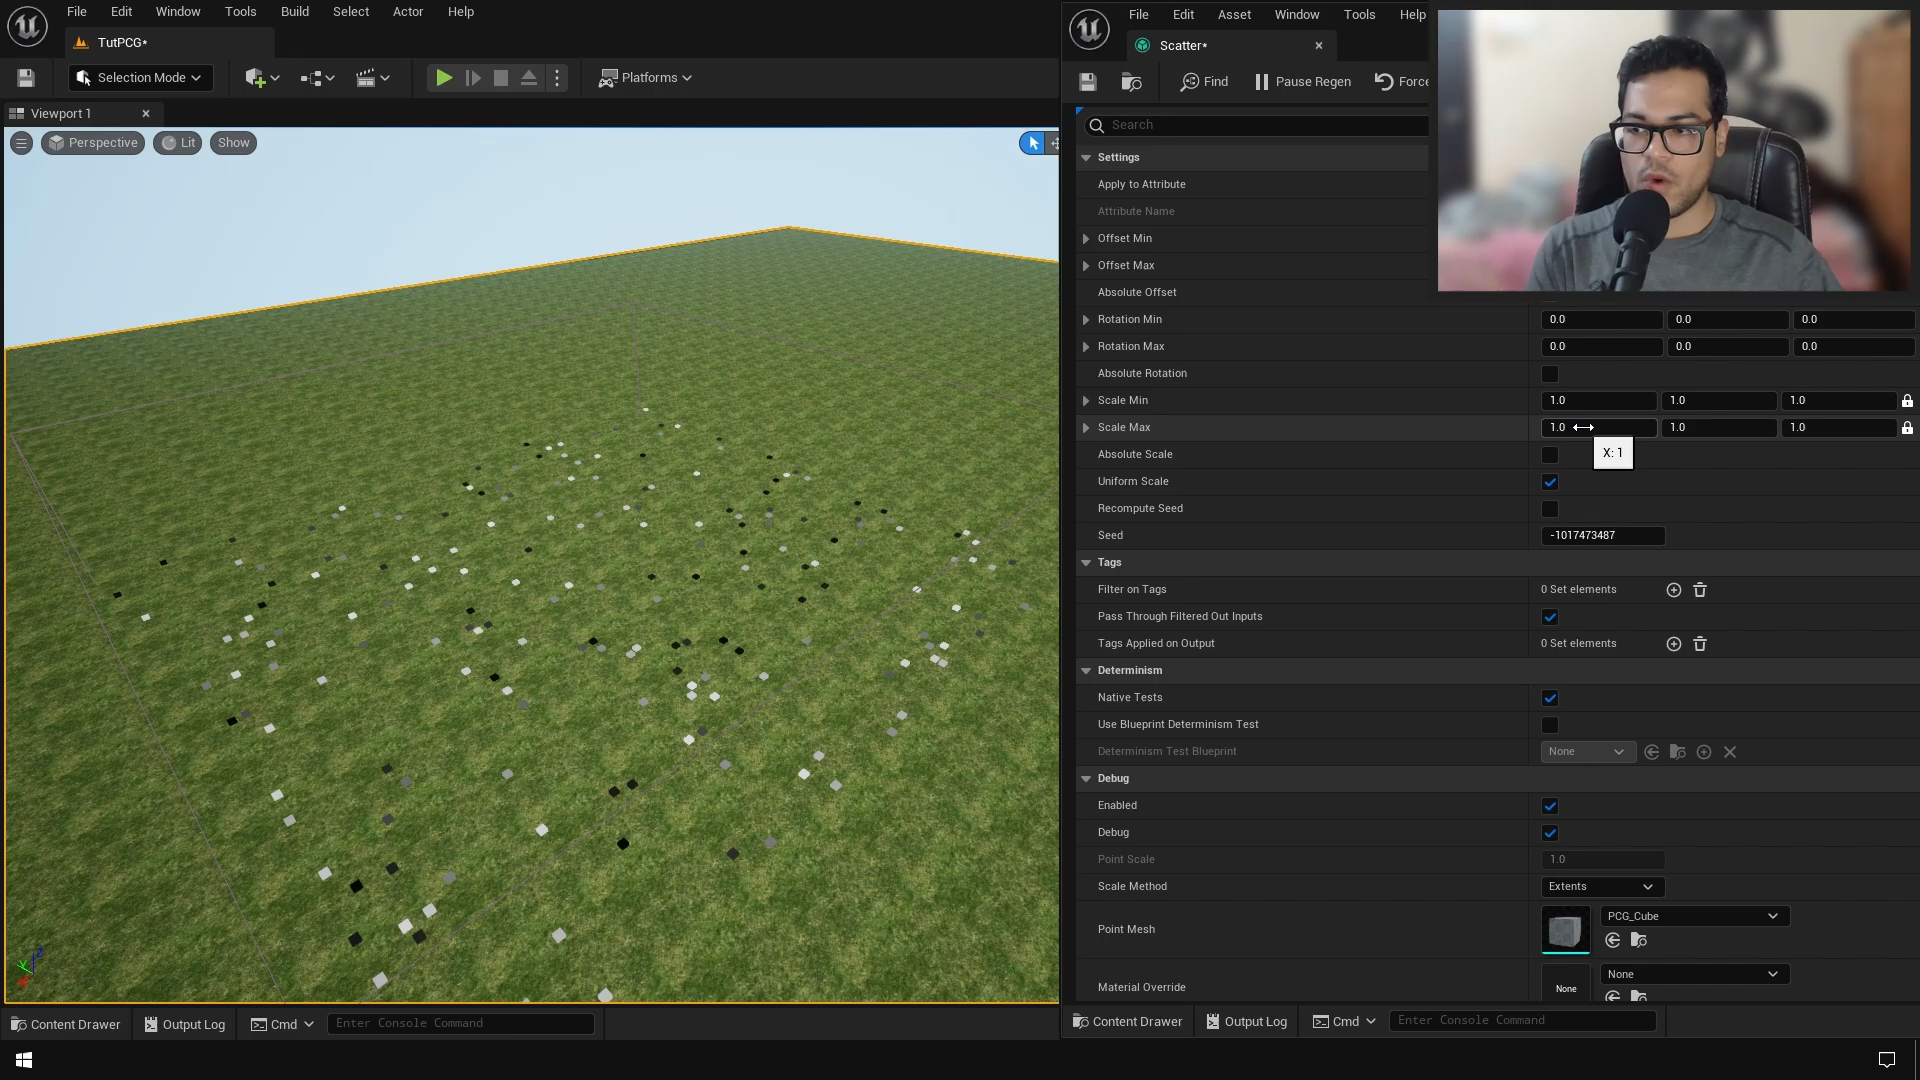 File Edit Window Tools Build Select Actor Help
TutPCG*
Selection Mode
Platforms
Viewport 1
Perspective Lit Show
Content Drawer Output Log Cmd Enter Console Command
File Edit Asset Window Tools Help
Scatter*
Find Pause Regen Force
Search
Settings
Apply to Attribute
Attribute Name
Offset Min
Offset Max
Absolute Offset
Rotation Min 0.0 0.0 0.0
Rotation Max 0.0 0.0 0.0
Absolute Rotation
Scale Min 1.0 1.0 1.0
Scale Max 1.0 1.0 1.0
X: 1
Absolute Scale
Uniform Scale
Recompute Seed
Seed -1017473487
Tags
Filter on Tags 0 Set elements
Pass Through Filtered Out Inputs
Tags Applied on Output 0 Set elements
Determinism
Native Tests
Use Blueprint Determinism Test
Determinism Test Blueprint None
Debug
Enabled
Debug
Point Scale 1.0
Scale Method Extents
Point Mesh PCG_Cube
Material Override None None
Content Drawer Output Log Cmd Enter Console Command